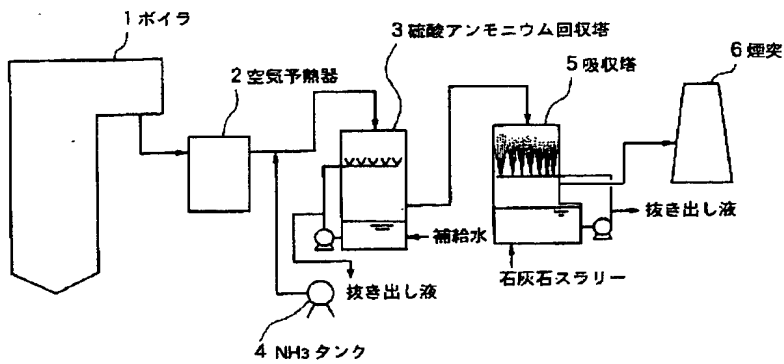 1 ボイラ
2 空気予熱器
3 硫酸アンモニウム回収塔
5 吸収塔
6 煙突
補給水
抜き出し液
4 NH3 タンク
抜き出し液
石灰石スラリー